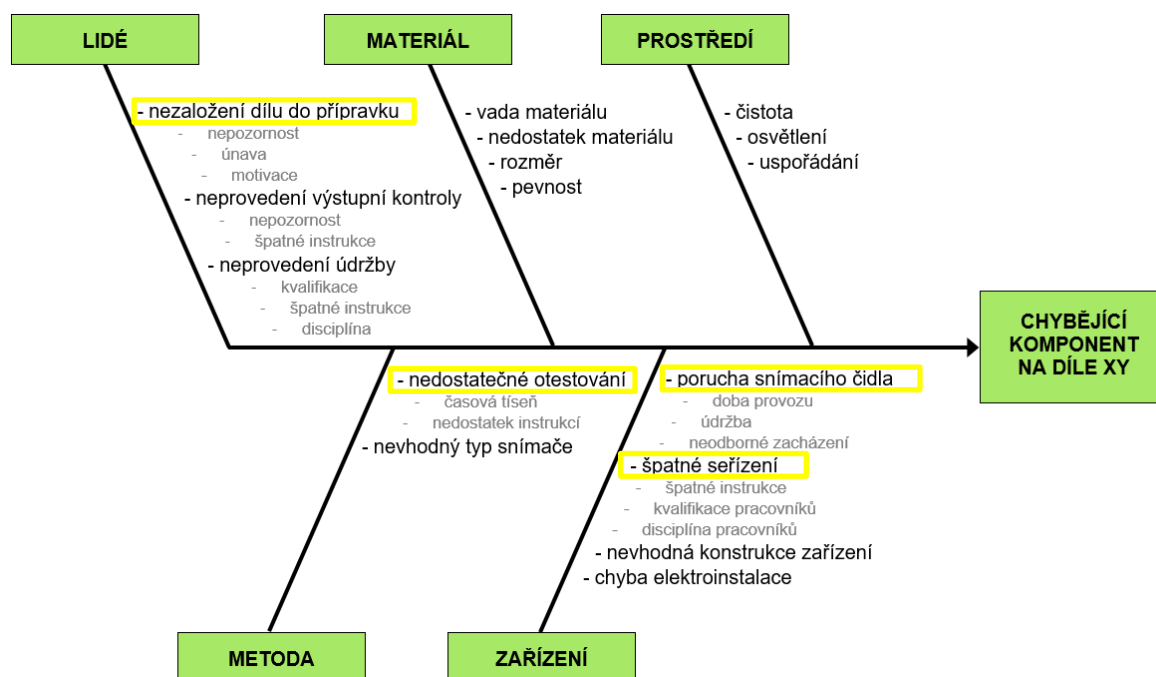 LIDÉ
MATERIÁL
PROSTŘEDÍ
- nezaložení dílu do přípravku
- nepozornost
- únava
- motivace
- neprovedení výstupní kontroly
- nepozornost
- špatné instrukce
- neprovedení údržby
- kvalifikace
- špatné instrukce
- disciplína
- vada materiálu
- nedostatek materiálu
- rozměr
- pevnost
- čistota
- osvětlení
- uspořádání
CHYBĚJÍCÍ
KOMPONENT
NA DÍLE XY
- nedostatečné otestování
- časová tíseň
- nedostatek instrukcí
- nevhodný typ snímače
- porucha snímacího čidla
- doba provozu
- údržba
- neodborné zacházení
- špatné seřízení
- špatné instrukce
- kvalifikace pracovníků
- disciplína pracovníků
- nevhodná konstrukce zařízení
- chyba elektroinstalace
METODA
ZAŘÍZENÍ